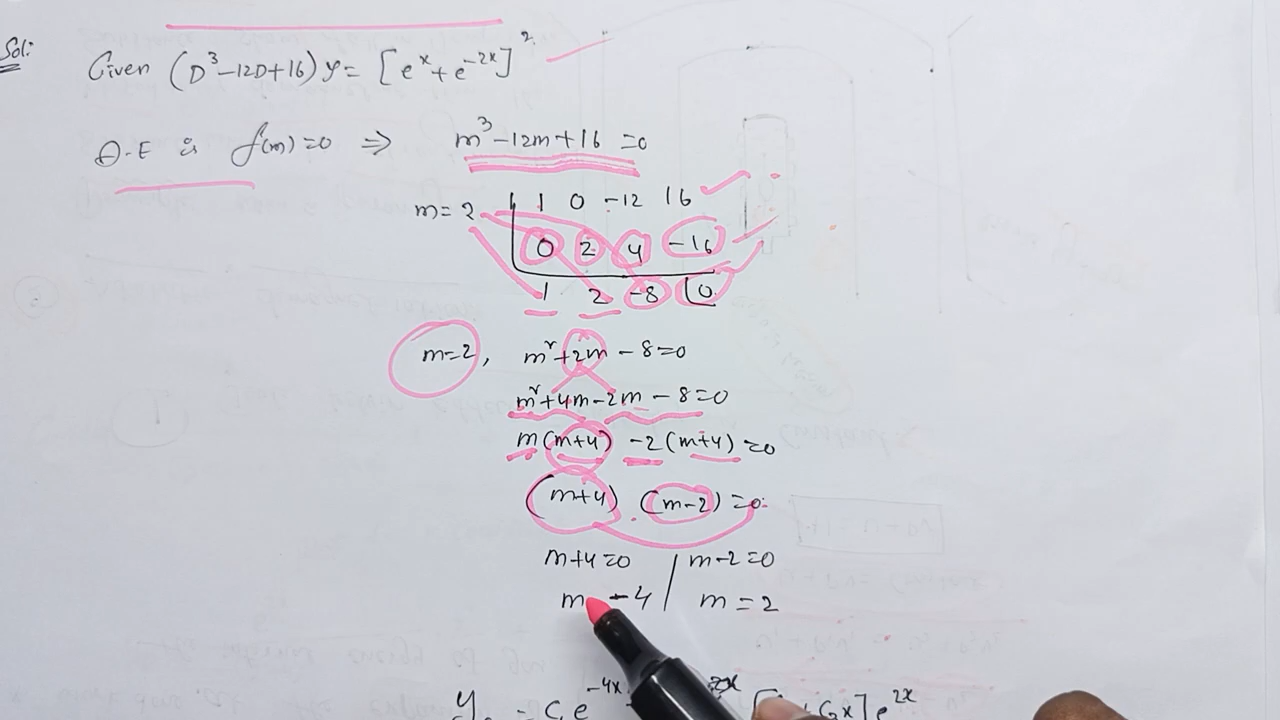 Sol:
Given (D³-12D+16) y = [eˣ+e⁻²ˣ]²
A.E is f(m)=0 ⇒ m³-12m+16=0
m=2 1 0 -12 16
0 2 4 -16
1 2 -8 0
m=2, m²+2m-8=0
m²+4m-2m-8=0
m(m+4) -2(m+4)=0
(m+4) (m-2)=0
m+4=0 / m-2=0
m -4 / m=2
y = C e⁻⁴ˣ x] e²ˣ